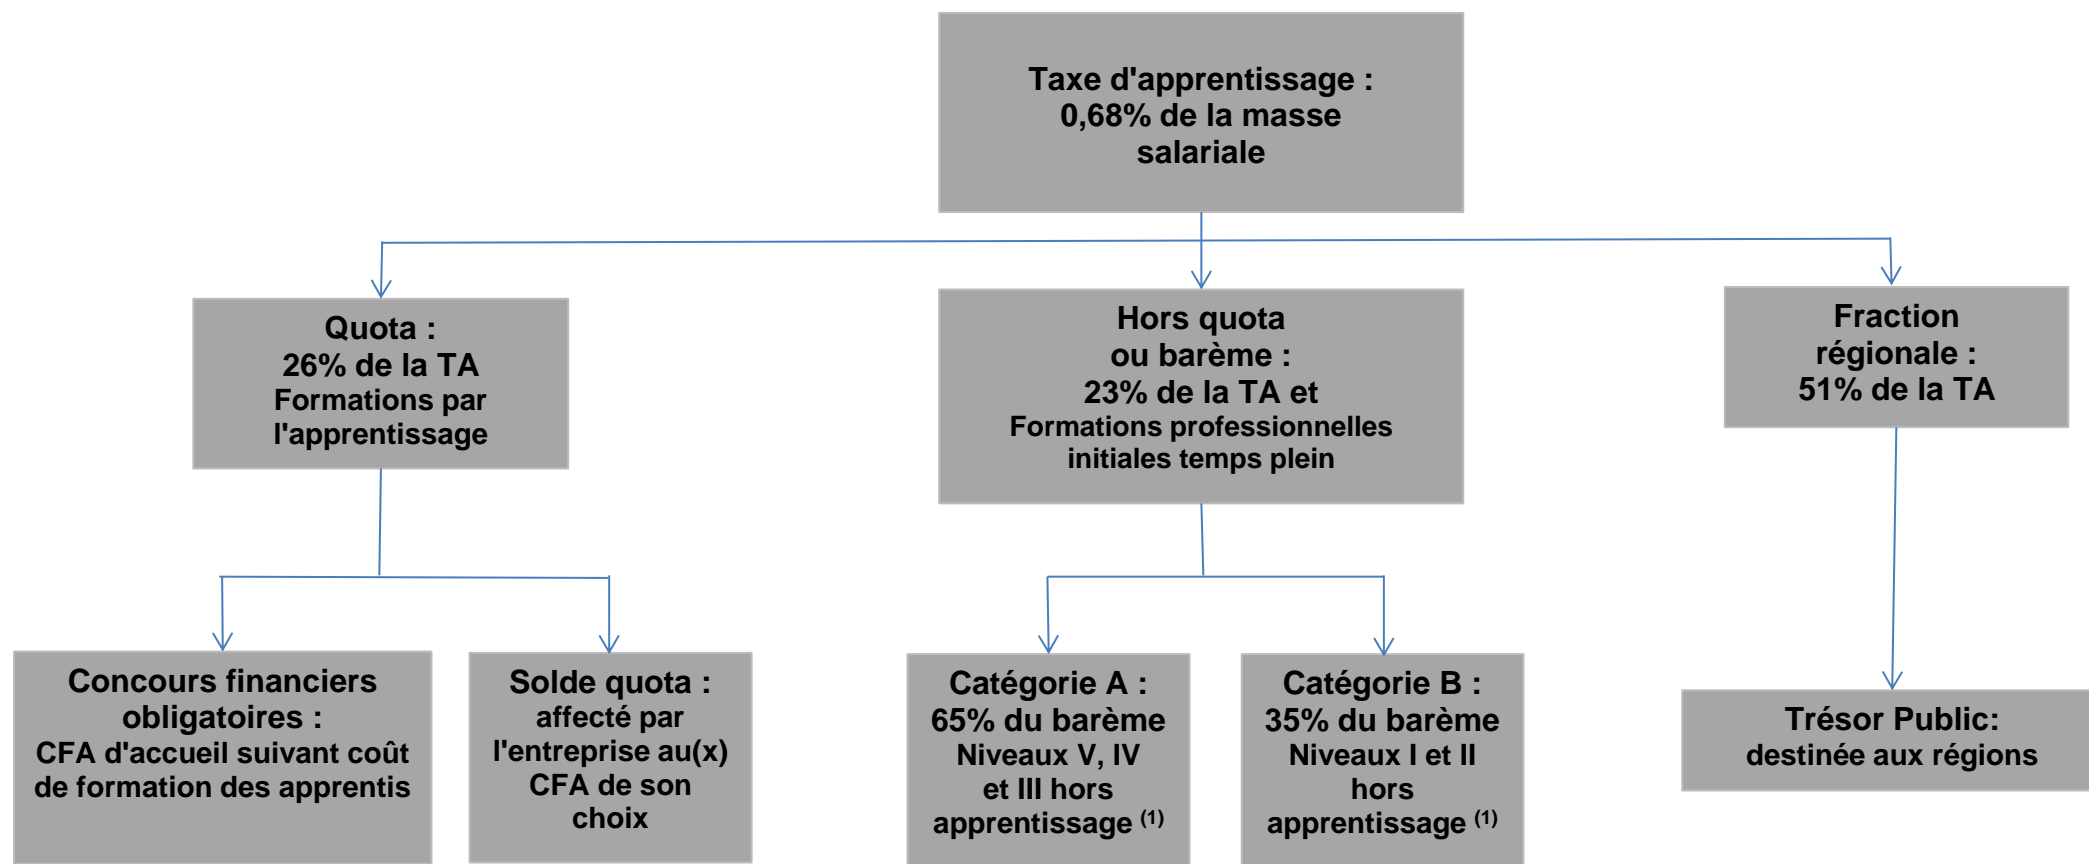 Taxe d'apprentissage :
0,68% de la masse
salariale
Quota :
26% de la TA
Formations par
l'apprentissage
Hors quota
ou barème :
23% de la TA et
Formations professionnelles
initiales temps plein
Fraction
régionale :
51% de la TA
Concours financiers
obligatoires :
CFA d'accueil suivant coût
de formation des apprentis
Solde quota :
affecté par
l'entreprise au(x)
CFA de son
choix
Catégorie A :
65% du barème
Niveaux V, IV
et III hors
apprentissage (1)
Catégorie B :
35% du barème
Niveaux I et II
hors
apprentissage (1)
Trésor Public:
destinée aux régions